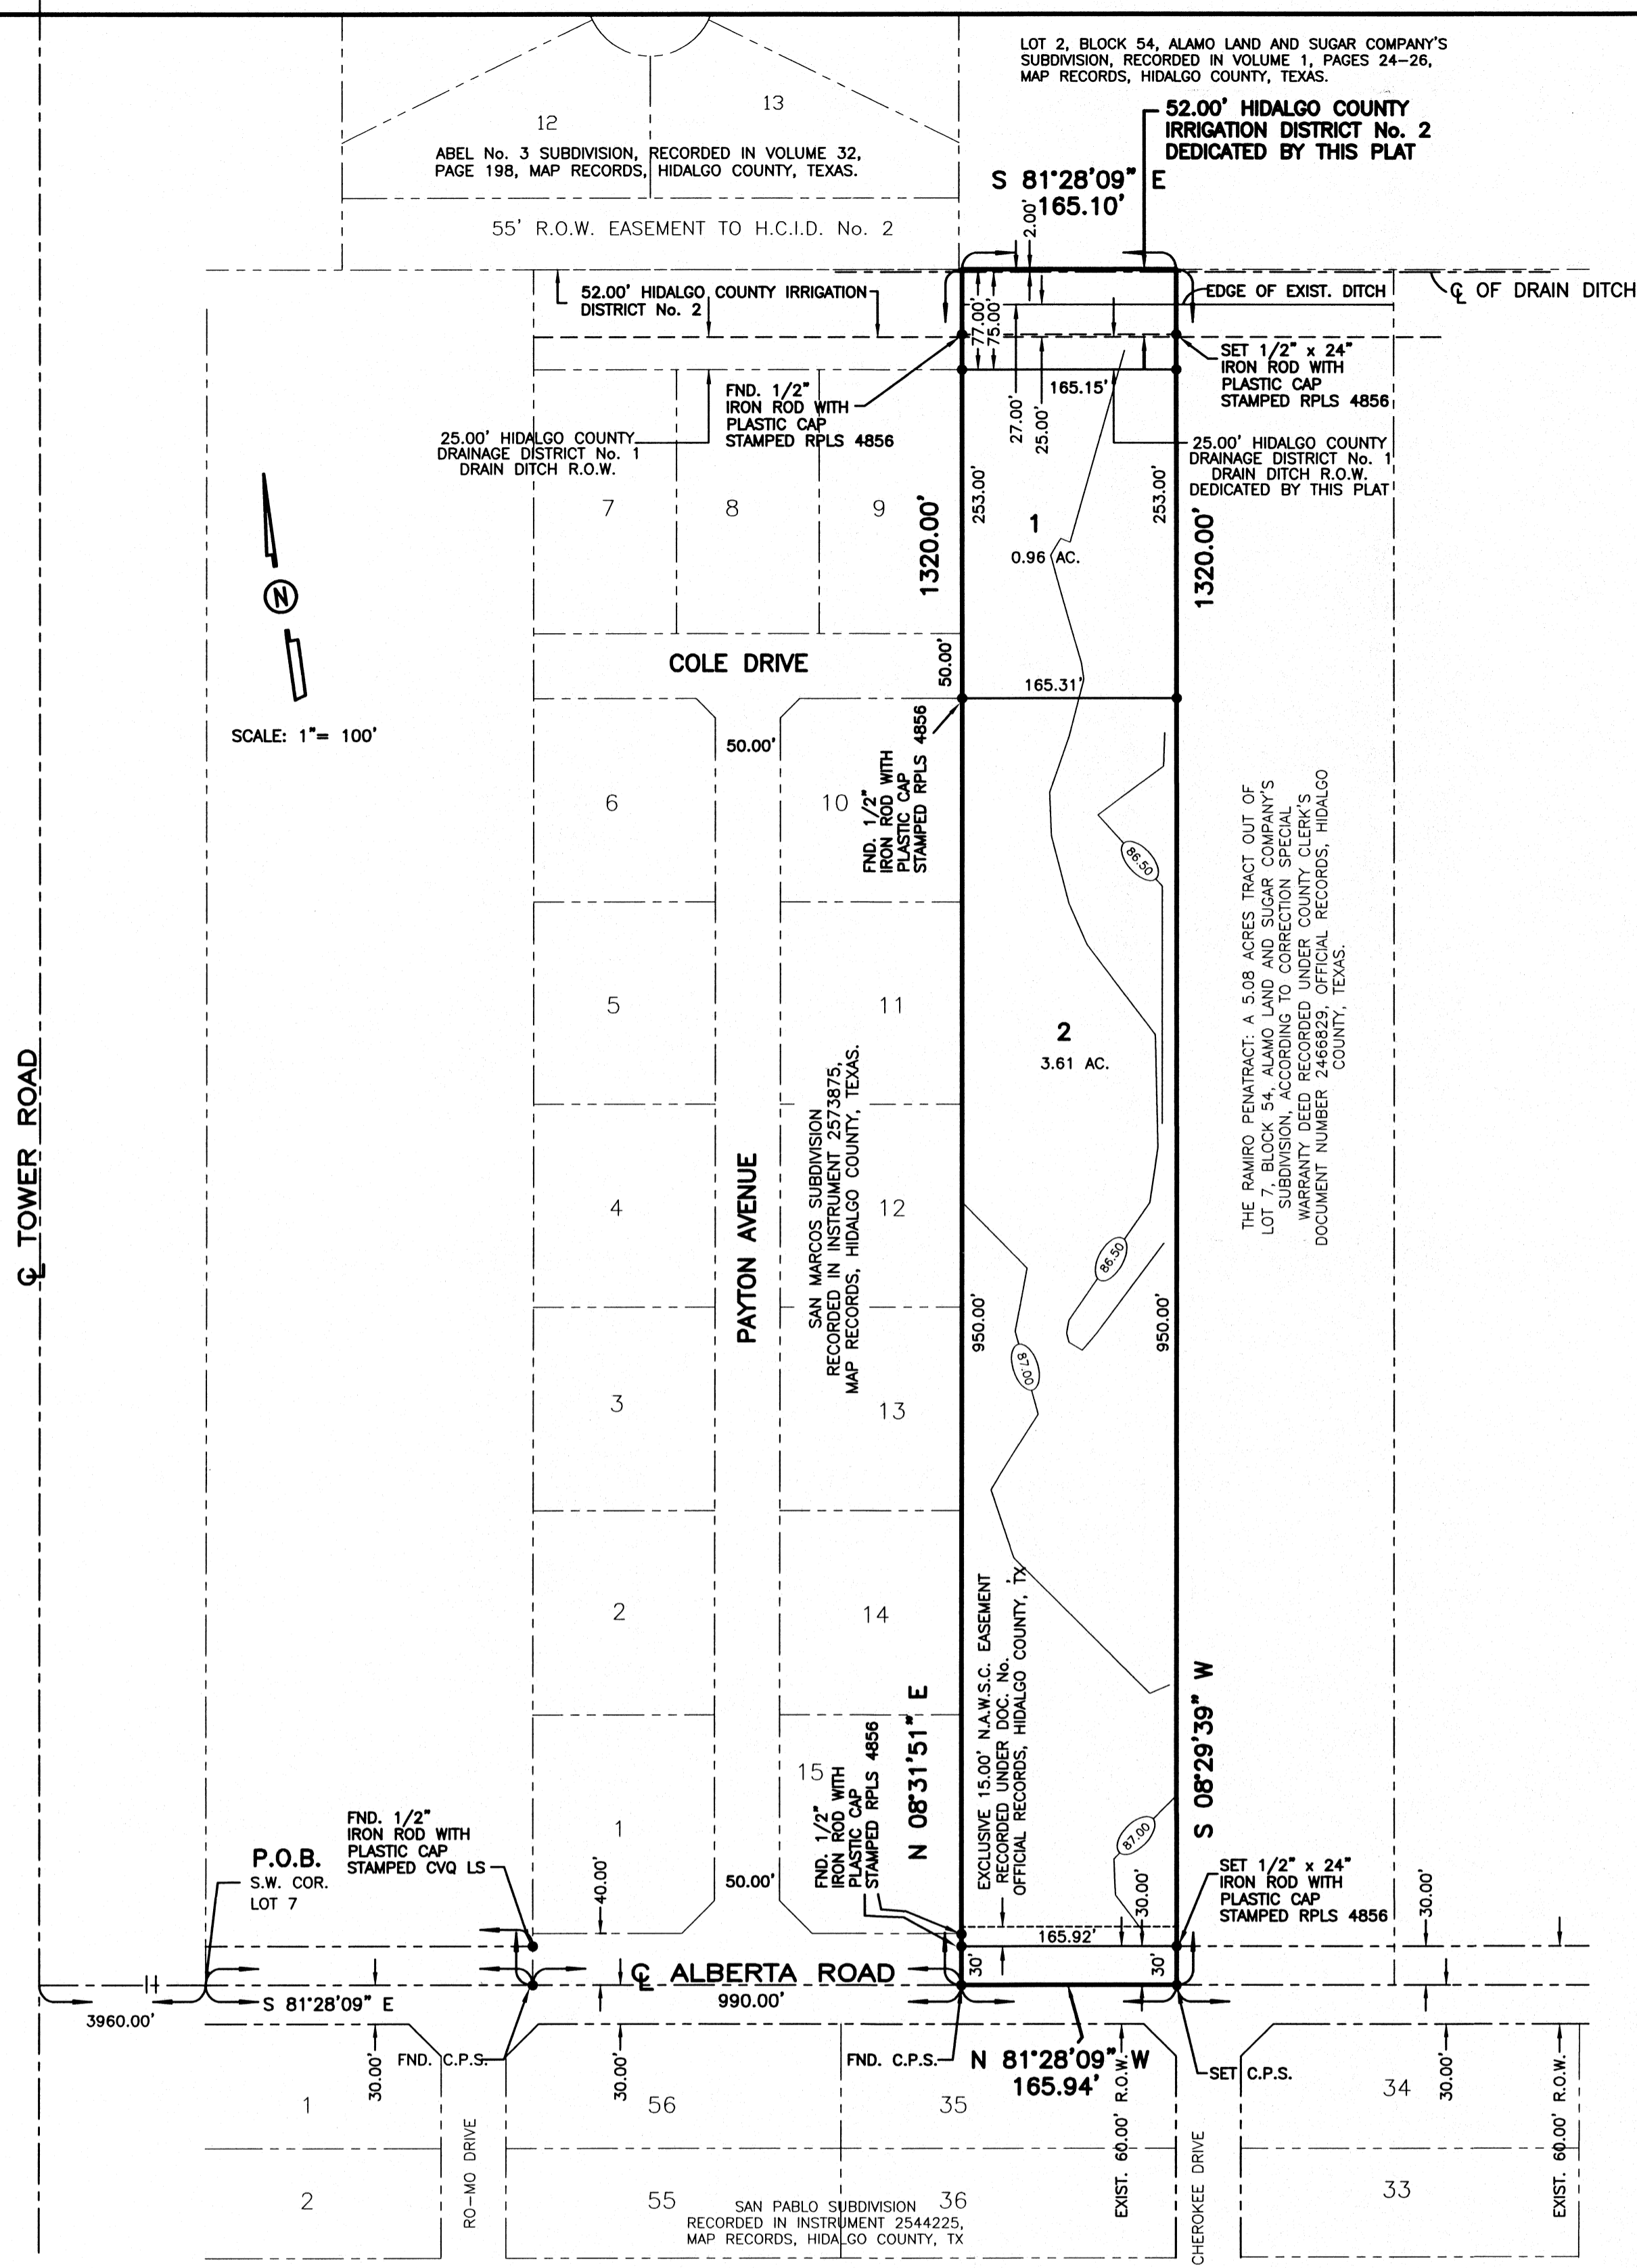 LOT 2, BLOCK 54, ALAMO LAND AND SUGAR COMPANY'S
SUBDIVISION, RECORDED IN VOLUME 1, PAGES 24-26,
MAP RECORDS, HIDALGO COUNTY, TEXAS.
12
13
ABEL No. 3 SUBDIVISION, RECORDED IN VOLUME 32,
PAGE 198, MAP RECORDS, HIDALGO COUNTY, TEXAS.
52.00' HIDALGO COUNTY
IRRIGATION DISTRICT No. 2
DEDICATED BY THIS PLAT
S 81°28'09" E
165.10'
2.00'
55' R.O.W. EASEMENT TO H.C.I.D. No. 2
52.00' HIDALGO COUNTY IRRIGATION
DISTRICT No. 2
77.00'
75.00'
EDGE OF EXIST. DITCH
℄ OF DRAIN DITCH
SET 1/2" x 24"
IRON ROD WITH
PLASTIC CAP
STAMPED RPLS 4856
FND. 1/2"
IRON ROD WITH
PLASTIC CAP
STAMPED RPLS 4856
165.15'
27.00'
25.00'
25.00' HIDALGO COUNTY
DRAINAGE DISTRICT No. 1
DRAIN DITCH R.O.W.
25.00' HIDALGO COUNTY
DRAINAGE DISTRICT No. 1
DRAIN DITCH R.O.W.
DEDICATED BY THIS PLAT
7
8
9
1320.00'
253.00'
1
0.96 AC.
253.00'
1320.00'
N
SCALE: 1"= 100'
COLE DRIVE
50.00'
165.31'
50.00'
FND. 1/2"
IRON ROD WITH
PLASTIC CAP
STAMPED RPLS 4856
6
10
86.50
5
11
2
3.61 AC.
THE RAMIRO PENATRACT: A 5.08 ACRES TRACT OUT OF
LOT 7, BLOCK 54, ALAMO LAND AND SUGAR COMPANY'S
SUBDIVISION, ACCORDING TO CORRECTION SPECIAL
WARRANTY DEED RECORDED UNDER COUNTY CLERK'S
DOCUMENT NUMBER 2466829, OFFICIAL RECORDS, HIDALGO
COUNTY, TEXAS.
℄ TOWER ROAD
PAYTON AVENUE
SAN MARCOS SUBDIVISION
RECORDED IN INSTRUMENT 2573875,
MAP RECORDS, HIDALGO COUNTY, TEXAS.
4
12
86.50
950.00'
950.00'
87.00
3
13
2
14
EXCLUSIVE 15.00' N.A.W.S.C. EASEMENT
RECORDED UNDER DOC. No.
OFFICIAL RECORDS, HIDALGO COUNTY, TX
N 08°31'51" E
S 08°29'39" W
1
15
FND. 1/2"
IRON ROD WITH
PLASTIC CAP
STAMPED RPLS 4856
87.00
FND. 1/2"
IRON ROD WITH
PLASTIC CAP
STAMPED CVQ LS
P.O.B.
S.W. COR.
LOT 7
40.00'
50.00'
30.00'
SET 1/2" x 24"
IRON ROD WITH
PLASTIC CAP
STAMPED RPLS 4856
30.00'
165.92'
30'
30'
℄ ALBERTA ROAD
S 81°28'09" E
990.00'
3960.00'
FND. C.P.S.
FND. C.P.S.
N 81°28'09" W
165.94'
SET C.P.S.
30.00'
30.00'
30.00'
EXIST. 60.00' R.O.W.
EXIST. 60.00' R.O.W.
1
56
35
34
RO-MO DRIVE
CHEROKEE DRIVE
2
55
36
33
SAN PABLO SUBDIVISION
RECORDED IN INSTRUMENT 2544225,
MAP RECORDS, HIDALGO COUNTY, TX